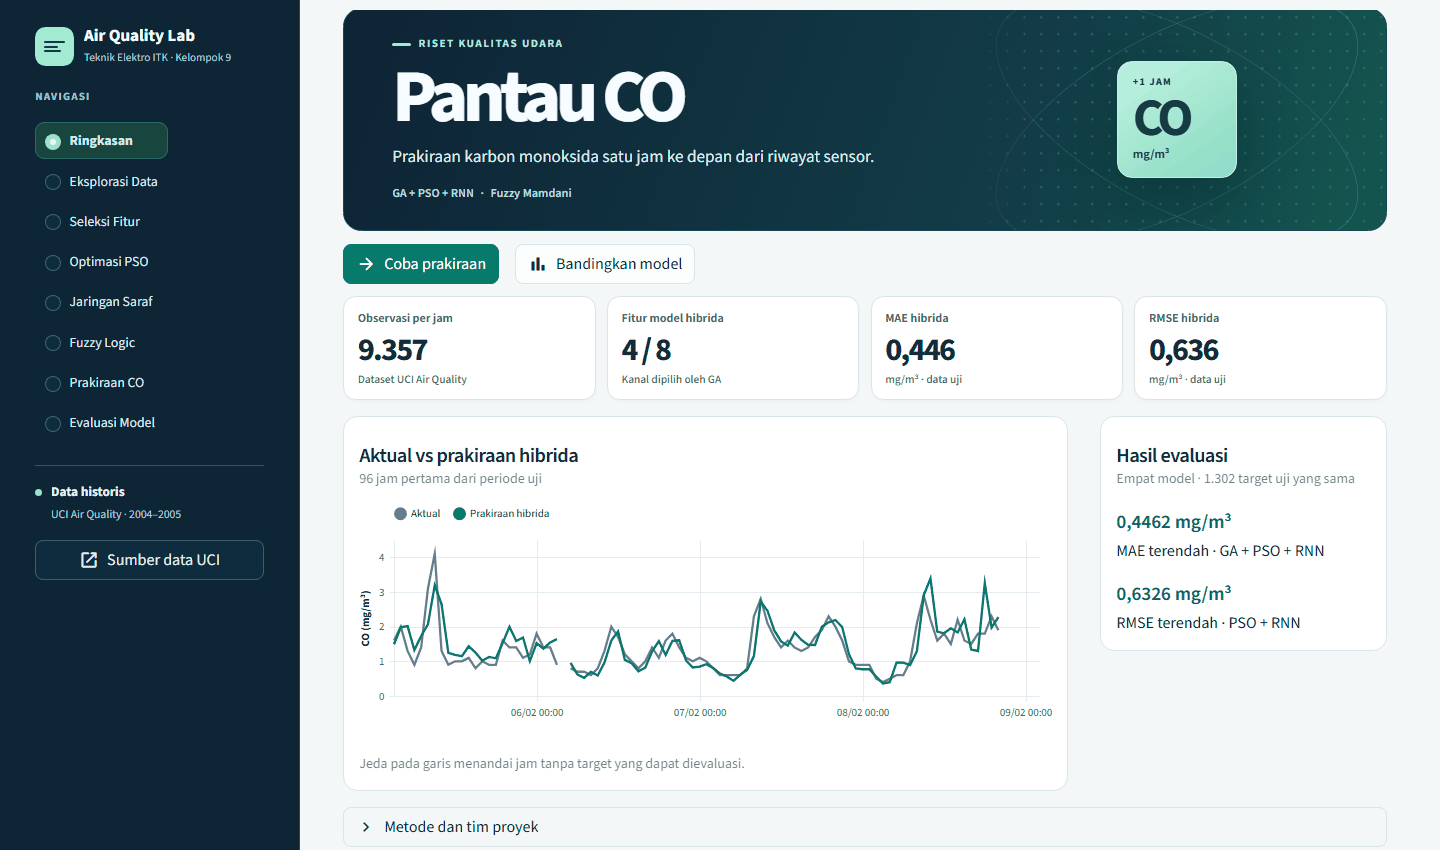 Air Quality Lab
Teknik Elektro ITK · Kelompok 9
NAVIGASI
Ringkasan
Eksplorasi Data
Seleksi Fitur
Optimasi PSO
Jaringan Saraf
Fuzzy Logic
Prakiraan CO
Evaluasi Model
Data historis
UCI Air Quality · 2004–2005
Sumber data UCI
RISET KUALITAS UDARA
Pantau CO
Prakiraan karbon monoksida satu jam ke depan dari riwayat sensor.
GA + PSO + RNN · Fuzzy Mamdani
+1 JAM
CO
mg/m³
Coba prakiraan
Bandingkan model
Observasi per jam
9.357
Dataset UCI Air Quality
Fitur model hibrida
4 / 8
Kanal dipilih oleh GA
MAE hibrida
0,446
mg/m³ · data uji
RMSE hibrida
0,636
mg/m³ · data uji
Aktual vs prakiraan hibrida
96 jam pertama dari periode uji
Aktual
Prakiraan hibrida
CO (mg/m³)
4
3
2
1
0
06/02 00:00
07/02 00:00
08/02 00:00
09/02 00:00
Jeda pada garis menandai jam tanpa target yang dapat dievaluasi.
Hasil evaluasi
Empat model · 1.302 target uji yang sama
0,4462 mg/m³
MAE terendah · GA + PSO + RNN
0,6326 mg/m³
RMSE terendah · PSO + RNN
Metode dan tim proyek